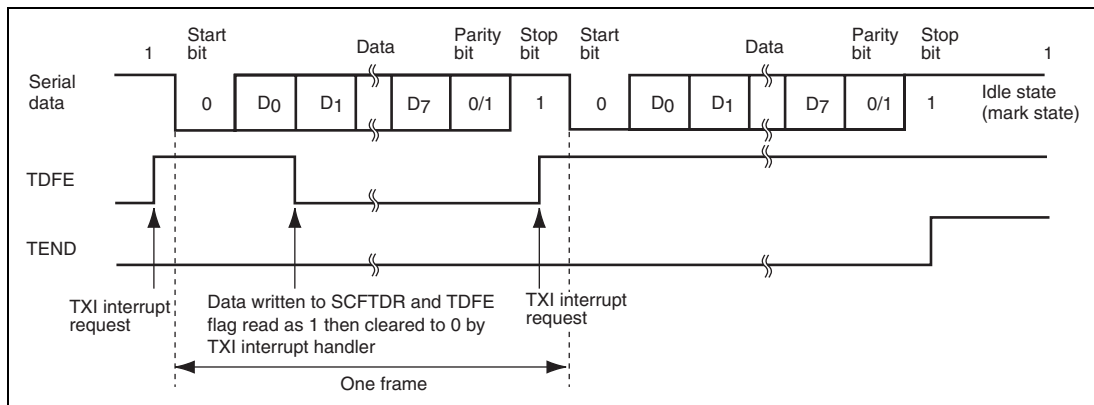 1 Start bit Data Parity bit Stop bit Start bit Data Parity bit Stop bit 1
Serial data
0 D0 D1 D7 0/1 1 0 D0 D1 D7 0/1 1 Idle state (mark state)
TDFE
TEND
TXI interrupt request
Data written to SCFTDR and TDFE
flag read as 1 then cleared to 0 by
TXI interrupt handler
TXI interrupt request
One frame